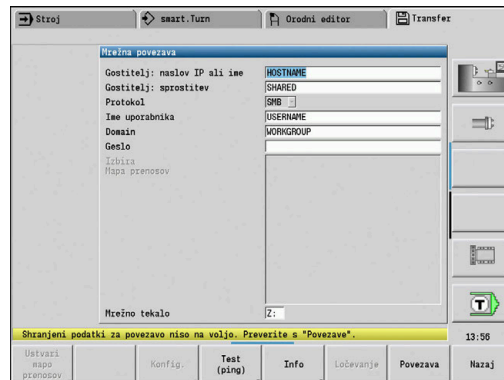 Stroj
smart.Turn
Orodni editor
Transfer
Mrežna povezava
Gostitelj: naslov IP ali ime HOSTNAME
Gostitelj: sprostitev SHARED
Protokol SMB
Ime uporabnika USERNAME
Domain WORKGROUP
Geslo
Izbira
Mapa prenosov
Mrežno tekalo Z:
Shranjeni podatki za povezavo niso na voljo. Preverite s "Povezave".
13:56
Ustvari
mapo
prenosov
Konfig.
Test
(ping)
Info
Ločevanje
Povezava
Nazaj
T